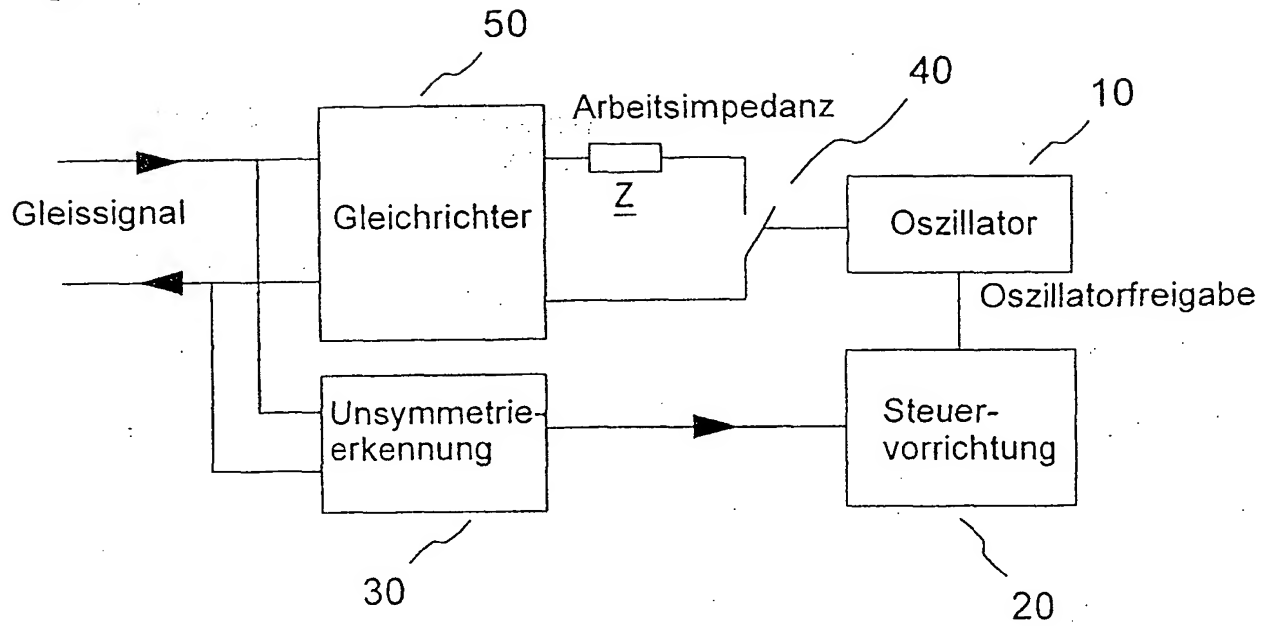 50
40
10
Arbeitsimpedanz
Z
Gleissignal
Gleichrichter
Oszillator
Oszillatorfreigabe
Unsymmetrie-
erkennung
Steuer-
vorrichtung
30
20